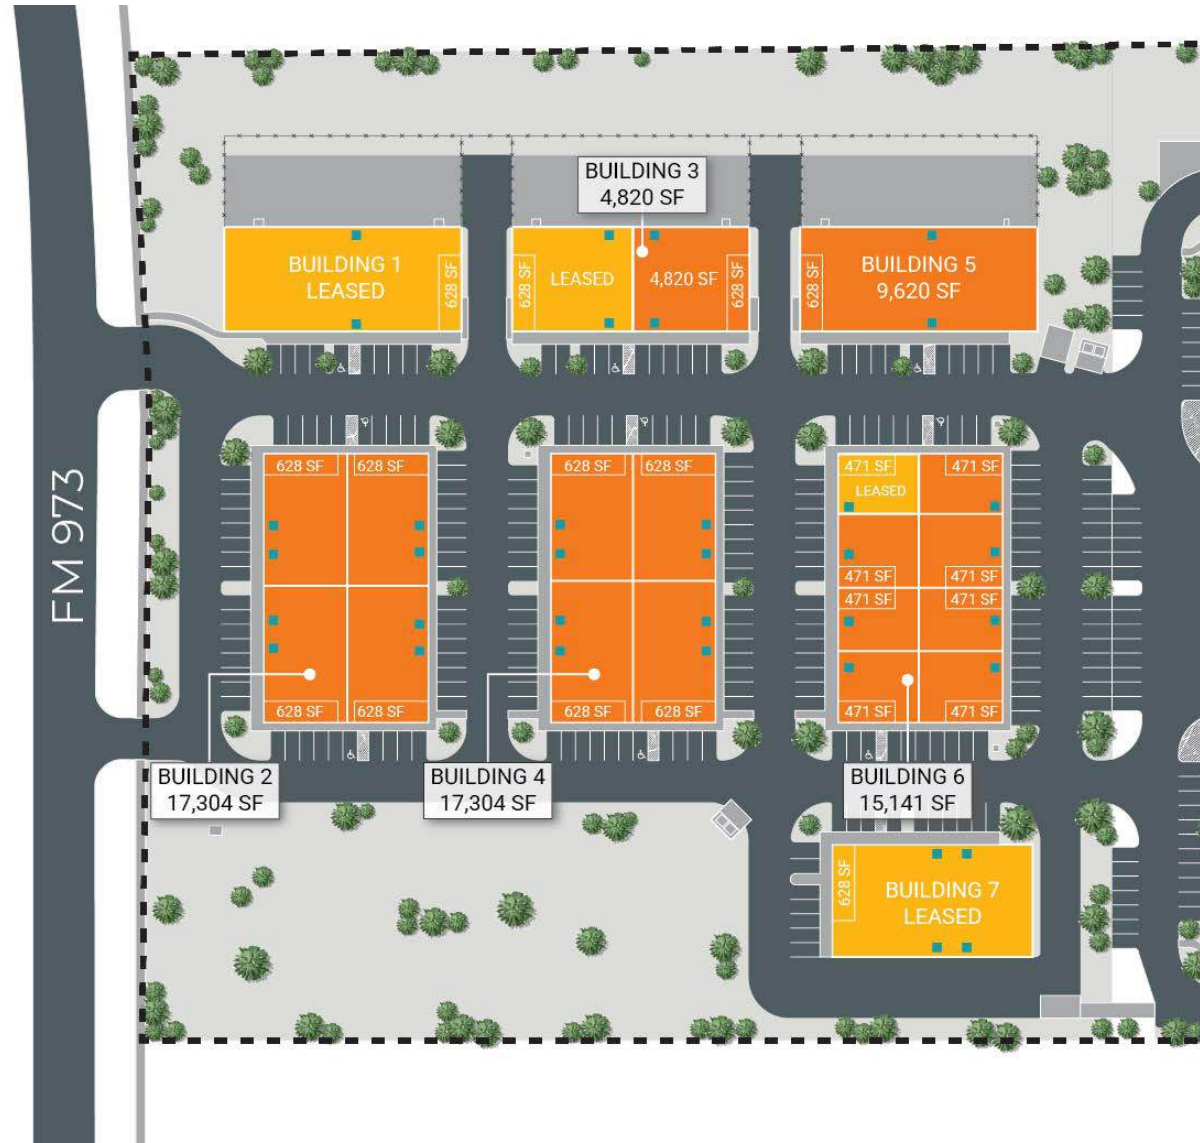 BUILDING 3
4,820 SF
BUILDING 1
LEASED
628 SF
628 SF
LEASED
4,820 SF
628 SF
628 SF
BUILDING 5
9,620 SF
628 SF
628 SF
628 SF
628 SF
471 SF
471 SF
LEASED
FM 973
471 SF
471 SF
471 SF
471 SF
628 SF
628 SF
628 SF
628 SF
471 SF
471 SF
BUILDING 2
17,304 SF
BUILDING 4
17,304 SF
BUILDING 6
15,141 SF
628 SF
BUILDING 7
LEASED